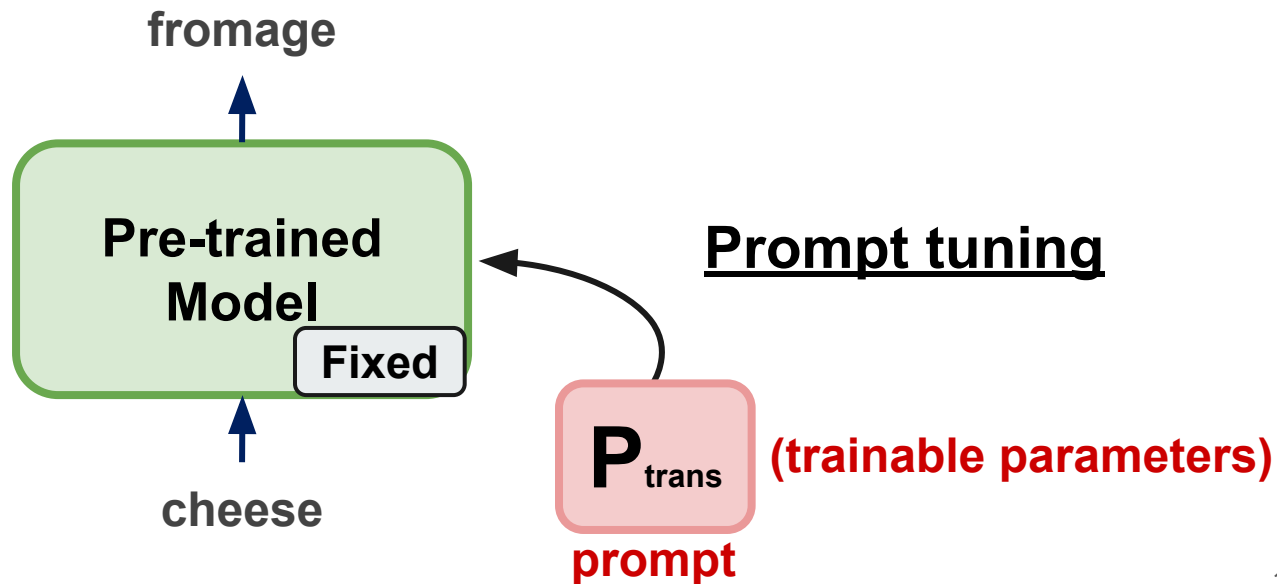 fromage
Pre-trained
Model
Fixed
Prompt tuning
P trans
(trainable parameters)
prompt
cheese